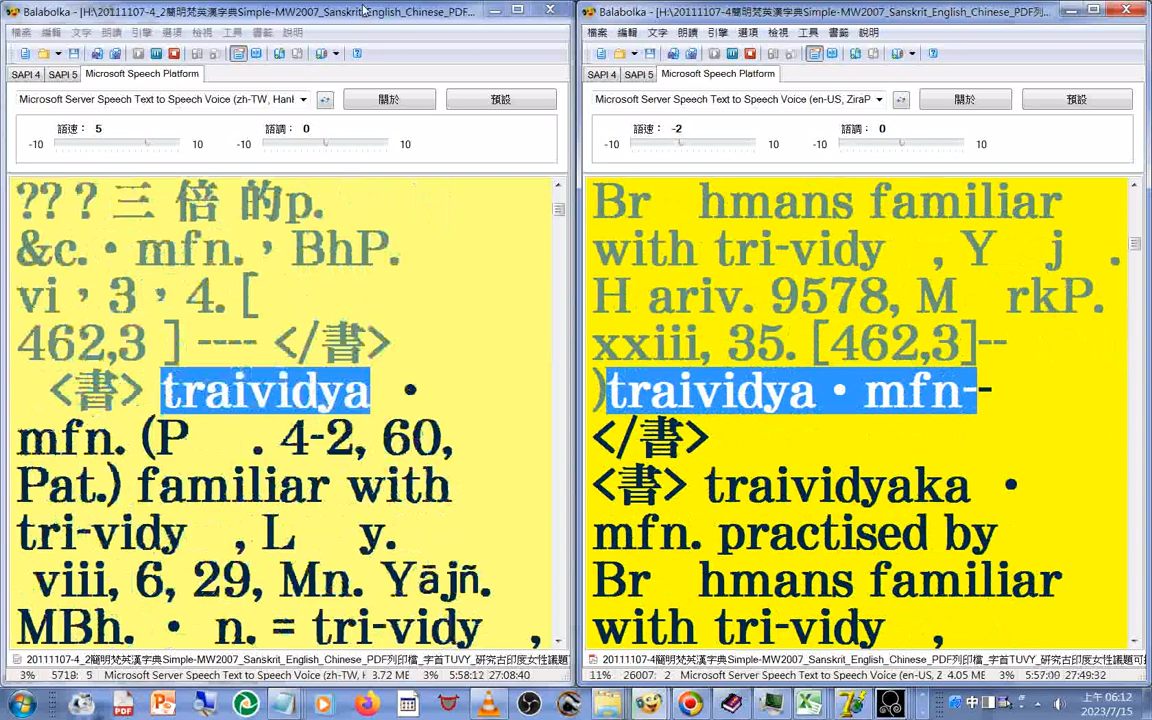 Balabolka - [H:\20111107-4_2簡明梵英漢字典Simple-MW2007_Sanskrit_English_Chinese_PDF...
檔案 編輯 文字 朗讀 引擎 選項 檢視 工具 書籤 說明
SAPI 4 SAPI 5 Microsoft Speech Platform
Microsoft Server Speech Text to Speech Voice (zh-TW, Hanl
關於 預設
語速： 5 語調： 0
-10 10 -10 10
??? 三 倍 的p.
&c. • mfn. , BhP.
vi , 3 , 4. [
462,3 ] ---- </書>
<書> traividya •
mfn. (P . 4-2, 60,
Pat.) familiar with
tri-vidy , L y.
viii, 6, 29, Mn. Yājñ.
MBh. • n. = tri-vidy ,
20111107-4_2簡明梵英漢字典Simple-MW2007_Sanskrit_English_Chinese_PDF列印檔_字首TUVY_研究古印度女性議題
3% 5718: 5 Microsoft Server Speech Text to Speech Voice (zh-TW, H 3.72 ME 3% 5:58:12 27:08:40
Balabolka - [H:\20111107-4簡明梵英漢字典Simple-MW2007_Sanskrit_English_Chinese_PDF列...
檔案 編輯 文字 朗讀 引擎 選項 檢視 工具 書籤 說明
SAPI 4 SAPI 5 Microsoft Speech Platform
Microsoft Server Speech Text to Speech Voice (en-US, ZiraP
關於 預設
語速： -2 語調： 0
-10 10 -10 10
Br hmans familiar
with tri-vidy , Y j .
H ariv. 9578, M rkP.
xxiii, 35. [462,3]--
)traividya • mfn--
</書>
<書> traividyaka •
mfn. practised by
Br hmans familiar
with tri-vidy ,
20111107-4簡明梵英漢字典Simple-MW2007_Sanskrit_English_Chinese_PDF列印檔_字首TUVY_研究古印度女性議題可
11% 26007: 2 Microsoft Server Speech Text to Speech Voice (en-US, Z 4.05 ME 3% 5:57:00 27:49:32
中
上午 06:12
2023/7/15